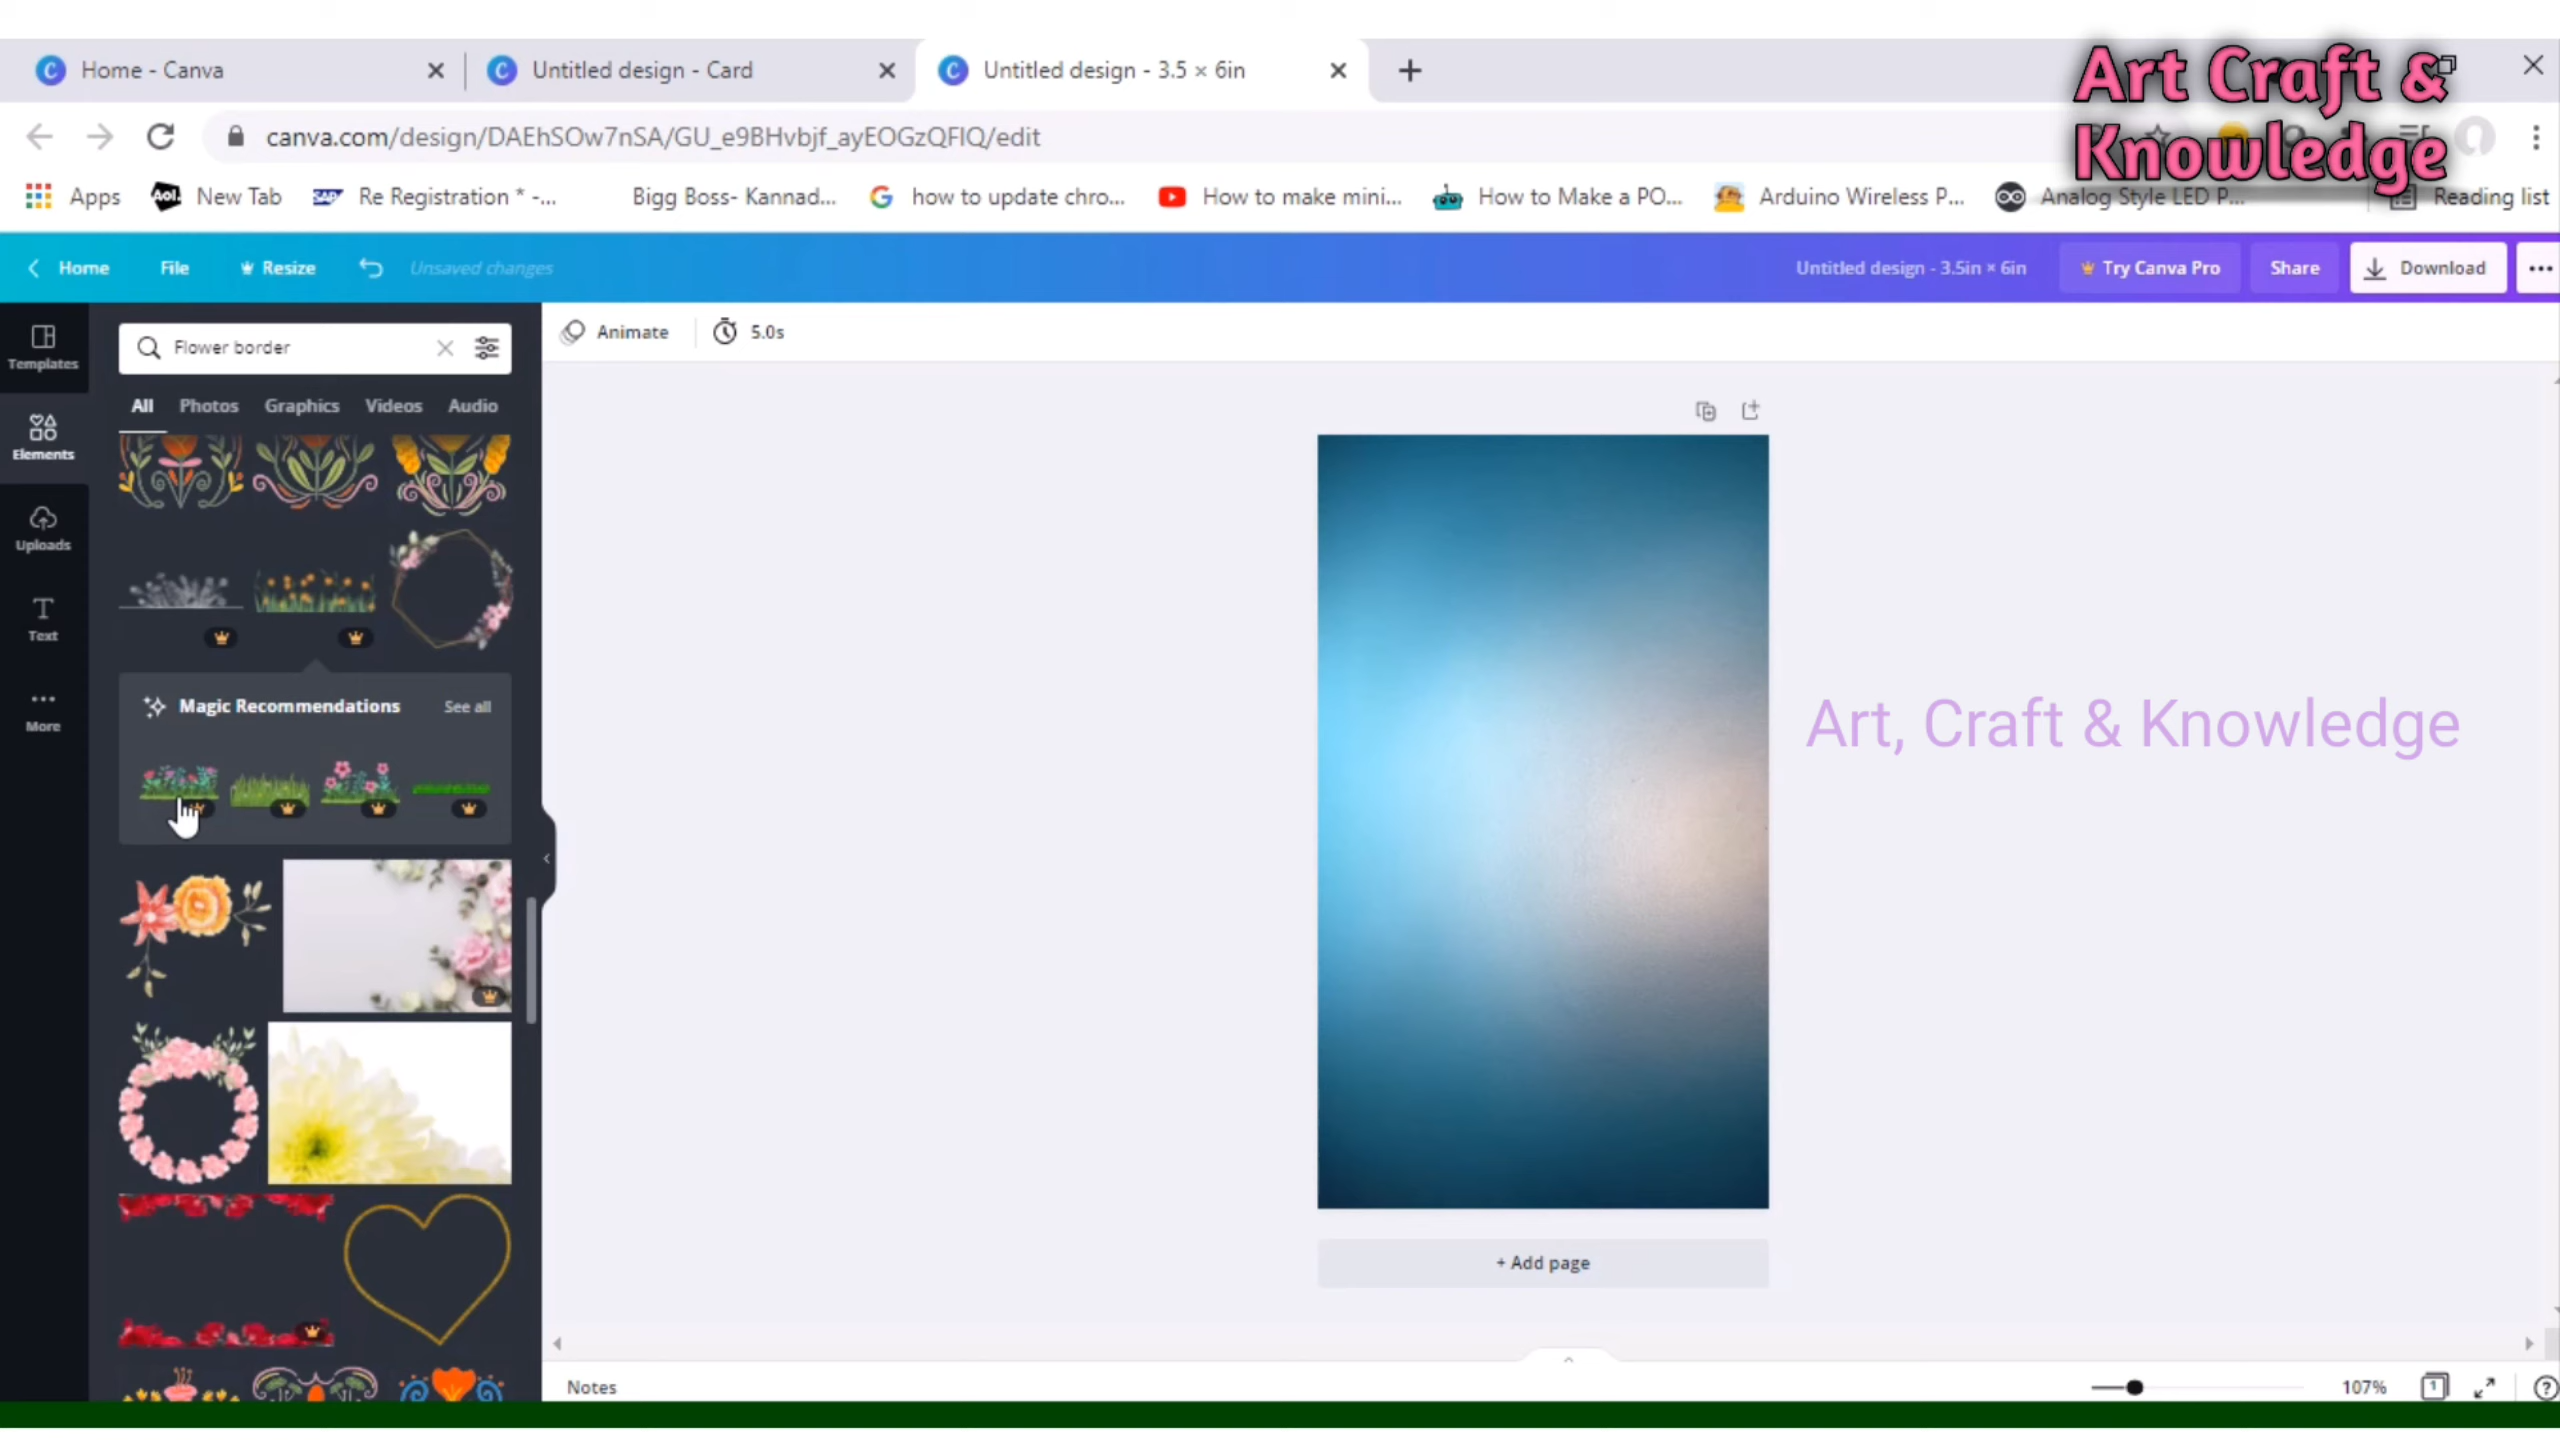 Home - Canva
Untitled design - Card
Untitled design - 3.5 × 6in
Art Craft &
Knowledge
canva.com/design/DAEhSOw7nSA/GU_e9BHvbjf_ayEOGzQFIQ/edit
Apps
Aol.
New Tab
SAP
Re Registration * -...
Bigg Boss- Kannad...
how to update chro...
How to make mini...
How to Make a PO...
Arduino Wireless P...
Analog Style LED P...
Reading list
Home
File
Resize
Unsaved changes
Untitled design - 3.5in × 6in
Try Canva Pro
Share
Download
Templates
Elements
Uploads
Text
More
Flower border
All
Photos
Graphics
Videos
Audio
Magic Recommendations
See all
Animate
5.0s
Art, Craft & Knowledge
+ Add page
Notes
107%
1